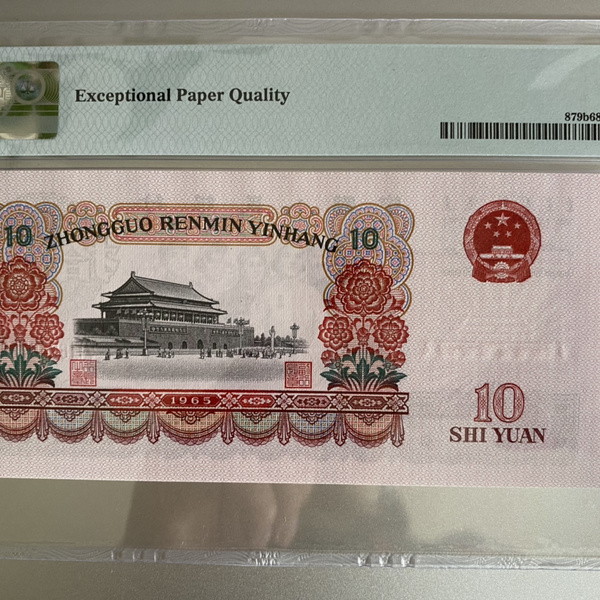 Exceptional Paper Quality
879b68
10 ZHONGGUO RENMIN YINHANG 10
1965
10
SHI YUAN